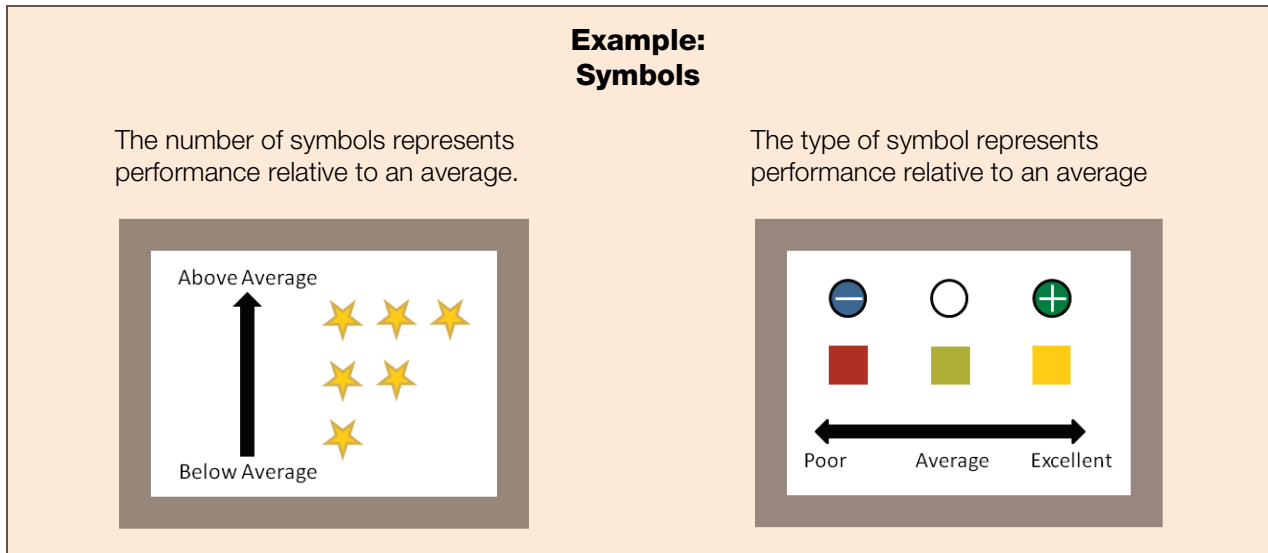 Example:
Symbols
The number of symbols represents
performance relative to an average.
Above Average
Below Average
The type of symbol represents
performance relative to an average
Poor Average Excellent